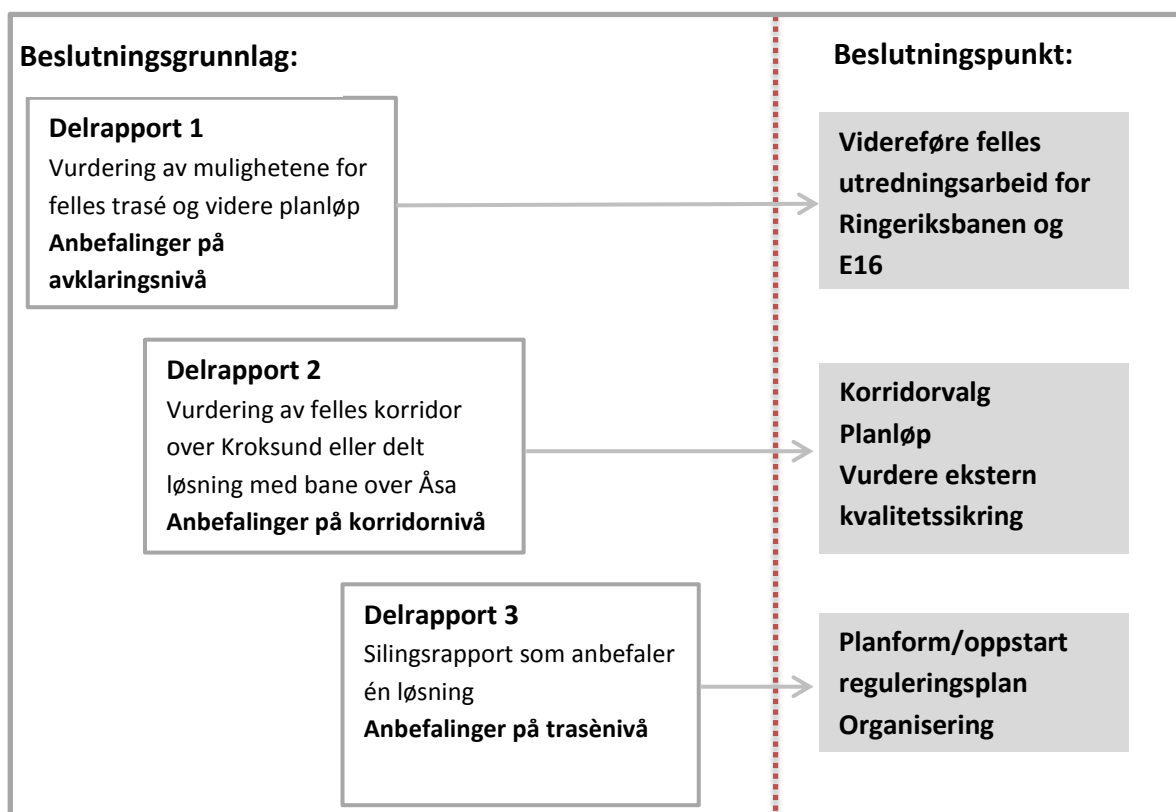 Beslutningsgrunnlag:
Beslutningspunkt:
Delrapport 1
Vurdering av mulighetene for
felles trasé og videre planløp
Anbefalinger på
avklaringsnivå
Videreføre felles
utredningsarbeid for
Ringeriksbanen og
E16
Delrapport 2
Vurdering av felles korridor
over Kroksund eller delt
løsning med bane over Åsa
Anbefalinger på korridornivå
Korridorvalg
Planløp
Vurdere ekstern
kvalitetssikring
Delrapport 3
Silingsrapport som anbefaler
én løsning
Anbefalinger på trasènivå
Planform/oppstart
reguleringsplan
Organisering